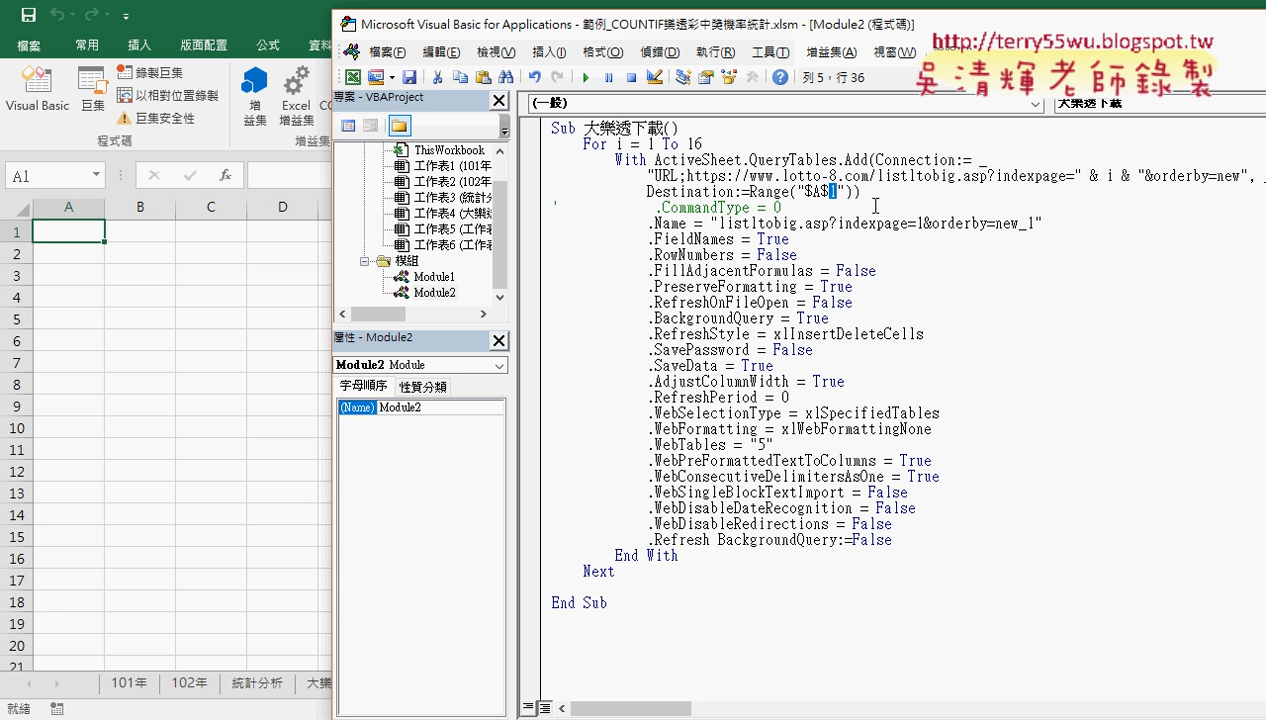 Microsoft Visual Basic for Applications - 範例_COUNTIF樂透彩中獎機率統計.xlsm - [Module2 (程式碼)]
檔案 常用 插入 版面配置 公式 資料
檔案(F) 編輯(E) 檢視(V) 插入(I) 格式(O) 偵錯(D) 執行(R) 工具(T) 增益集(A) 視窗(W)
http://terry55wu.blogspot.tw
吳清輝老師錄製
列 5，行 36
Visual Basic
巨集
錄製巨集
以相對位置錄製
巨集安全性
程式碼
增
益集
Excel
增益集
CO
增益集
專案 - VBAProject
ThisWorkbook
工作表1 (101年
工作表2 (102年
工作表3 (統計分
工作表4 (大樂透
工作表5 (工作表
工作表6 (工作表
模組
Module1
Module2
屬性 - Module2
Module2 Module
字母順序 性質分類
(Name) Module2
(一般)
大樂透下載
Sub 大樂透下載()
For i = 1 To 16
With ActiveSheet.QueryTables.Add(Connection:= _
"URL;https://www.lotto-8.com/listltobig.asp?indexpage=" & i & "&orderby=new", _
Destination:=Range("$A$1"))
' .CommandType = 0
.Name = "listltobig.asp?indexpage=1&orderby=new_1"
.FieldNames = True
.RowNumbers = False
.FillAdjacentFormulas = False
.PreserveFormatting = True
.RefreshOnFileOpen = False
.BackgroundQuery = True
.RefreshStyle = xlInsertDeleteCells
.SavePassword = False
.SaveData = True
.AdjustColumnWidth = True
.RefreshPeriod = 0
.WebSelectionType = xlSpecifiedTables
.WebFormatting = xlWebFormattingNone
.WebTables = "5"
.WebPreFormattedTextToColumns = True
.WebConsecutiveDelimitersAsOne = True
.WebSingleBlockTextImport = False
.WebDisableDateRecognition = False
.WebDisableRedirections = False
.Refresh BackgroundQuery:=False
End With
Next
End Sub
A1
fx
A B C D
1
2
3
4
5
6
7
8
9
10
11
12
13
14
15
16
17
18
19
20
21
101年 102年 統計分析 大樂
就緒